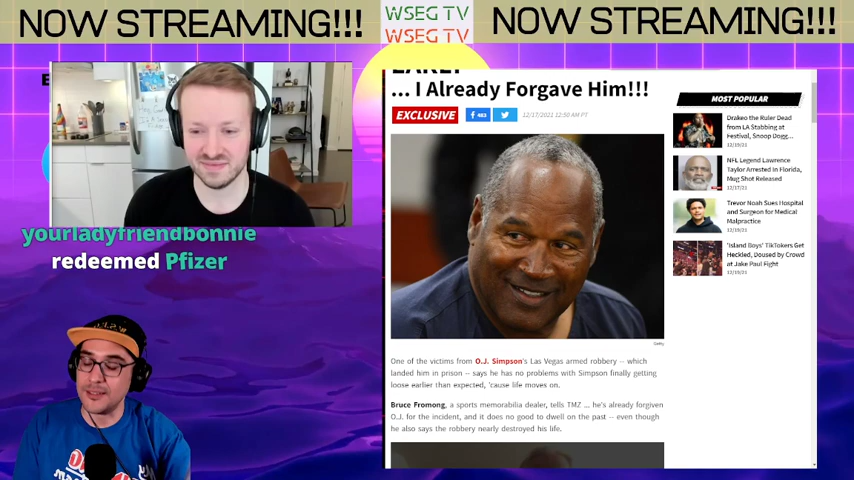 NOW STREAMING!!!
WSEG TV
WSEG TV
NOW STREAMING!!!
... I Already Forgave Him!!!
EXCLUSIVE
483
12/17/2021 12:50 AM PT
MOST POPULAR
Drakeo the Ruler Dead
from LA Stabbing at
Festival, Snoop Dogg...
12/19/21
NFL Legend Lawrence
Taylor Arrested in Florida,
Mug Shot Released
12/17/21
Trevor Noah Sues Hospital
and Surgeon for Medical
Malpractice
12/19/21
'Island Boys' TikTokers Get
Heckled, Doused by Crowd
at Jake Paul Fight
12/19/21
yourladyfriendbonnie
redeemed Pfizer
Getty
One of the victims from O.J. Simpson's Las Vegas armed robbery -- which
landed him in prison -- says he has no problems with Simpson finally getting
loose earlier than expected, 'cause life moves on.
Bruce Fromong, a sports memorabilia dealer, tells TMZ ... he's already forgiven
O.J. for the incident, and it does no good to dwell on the past -- even though
he also says the robbery nearly destroyed his life.